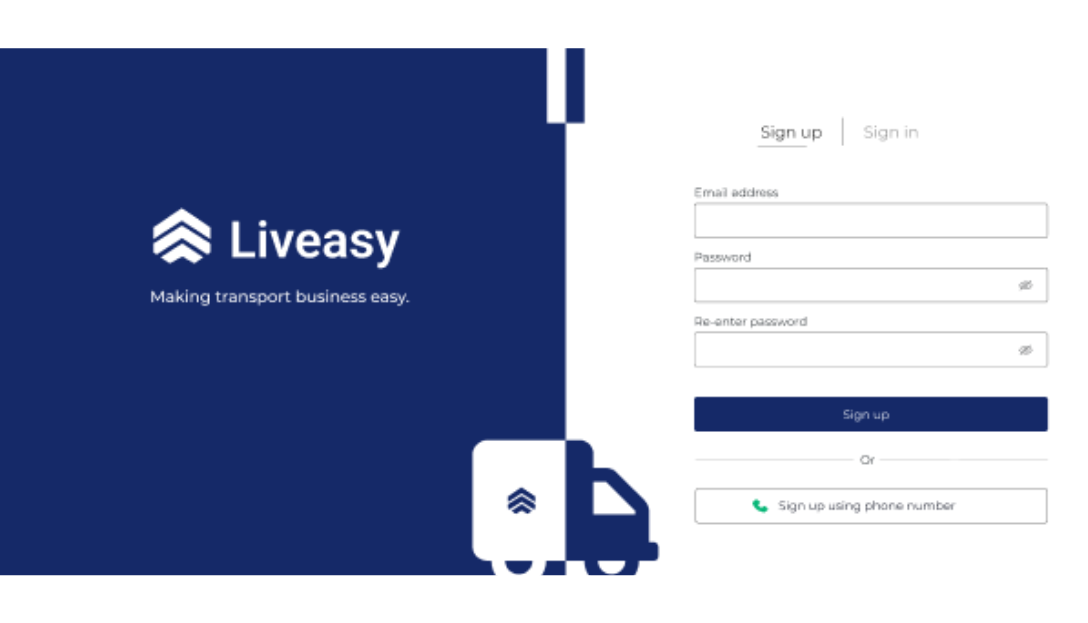 Liveasy
Making transport business easy.
Sign up
Sign in
Email address
Password
Re-enter password
Sign up
Or
Sign up using phone number